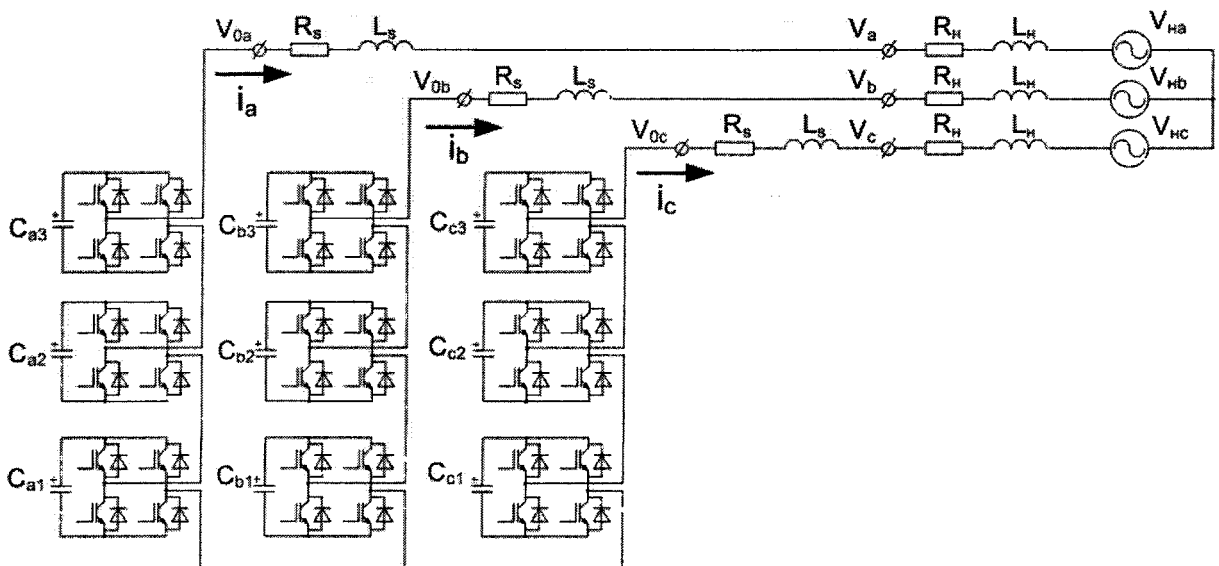 V0a Rs Ls Va RH LH VHa
ia
V0b Rs Ls Vb RH LH VHb
ib
V0c Rs Ls Vc RH LH VHc
ic
Ca3 + Cb3 + Cc3 +
Ca2 + Cb2 + Cc2 +
Ca1 + Cb1 + Cc1 +